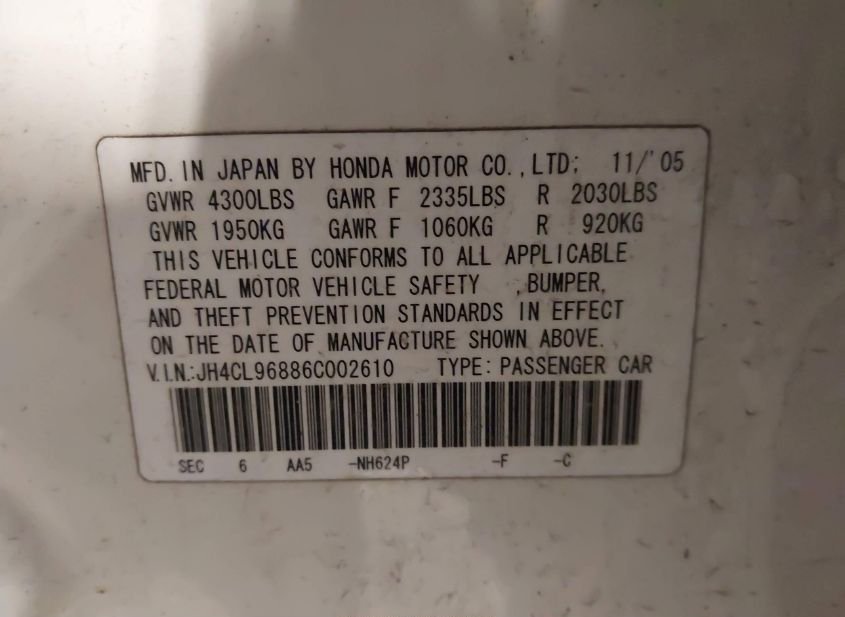 MFD. IN JAPAN BY HONDA MOTOR CO.,LTD; 11/'05
GVWR 4300LBS GAWR F 2335LBS R 2030LBS
GVWR 1950KG GAWR F 1060KG R 920KG
THIS VEHICLE CONFORMS TO ALL APPLICABLE
FEDERAL MOTOR VEHICLE SAFETY ,BUMPER,
AND THEFT PREVENTION STANDARDS IN EFFECT
ON THE DATE OF MANUFACTURE SHOWN ABOVE.
V.I.N.:JH4CL96886C002610 TYPE: PASSENGER CAR
SEC 6 AA5 -NH624P -F -C